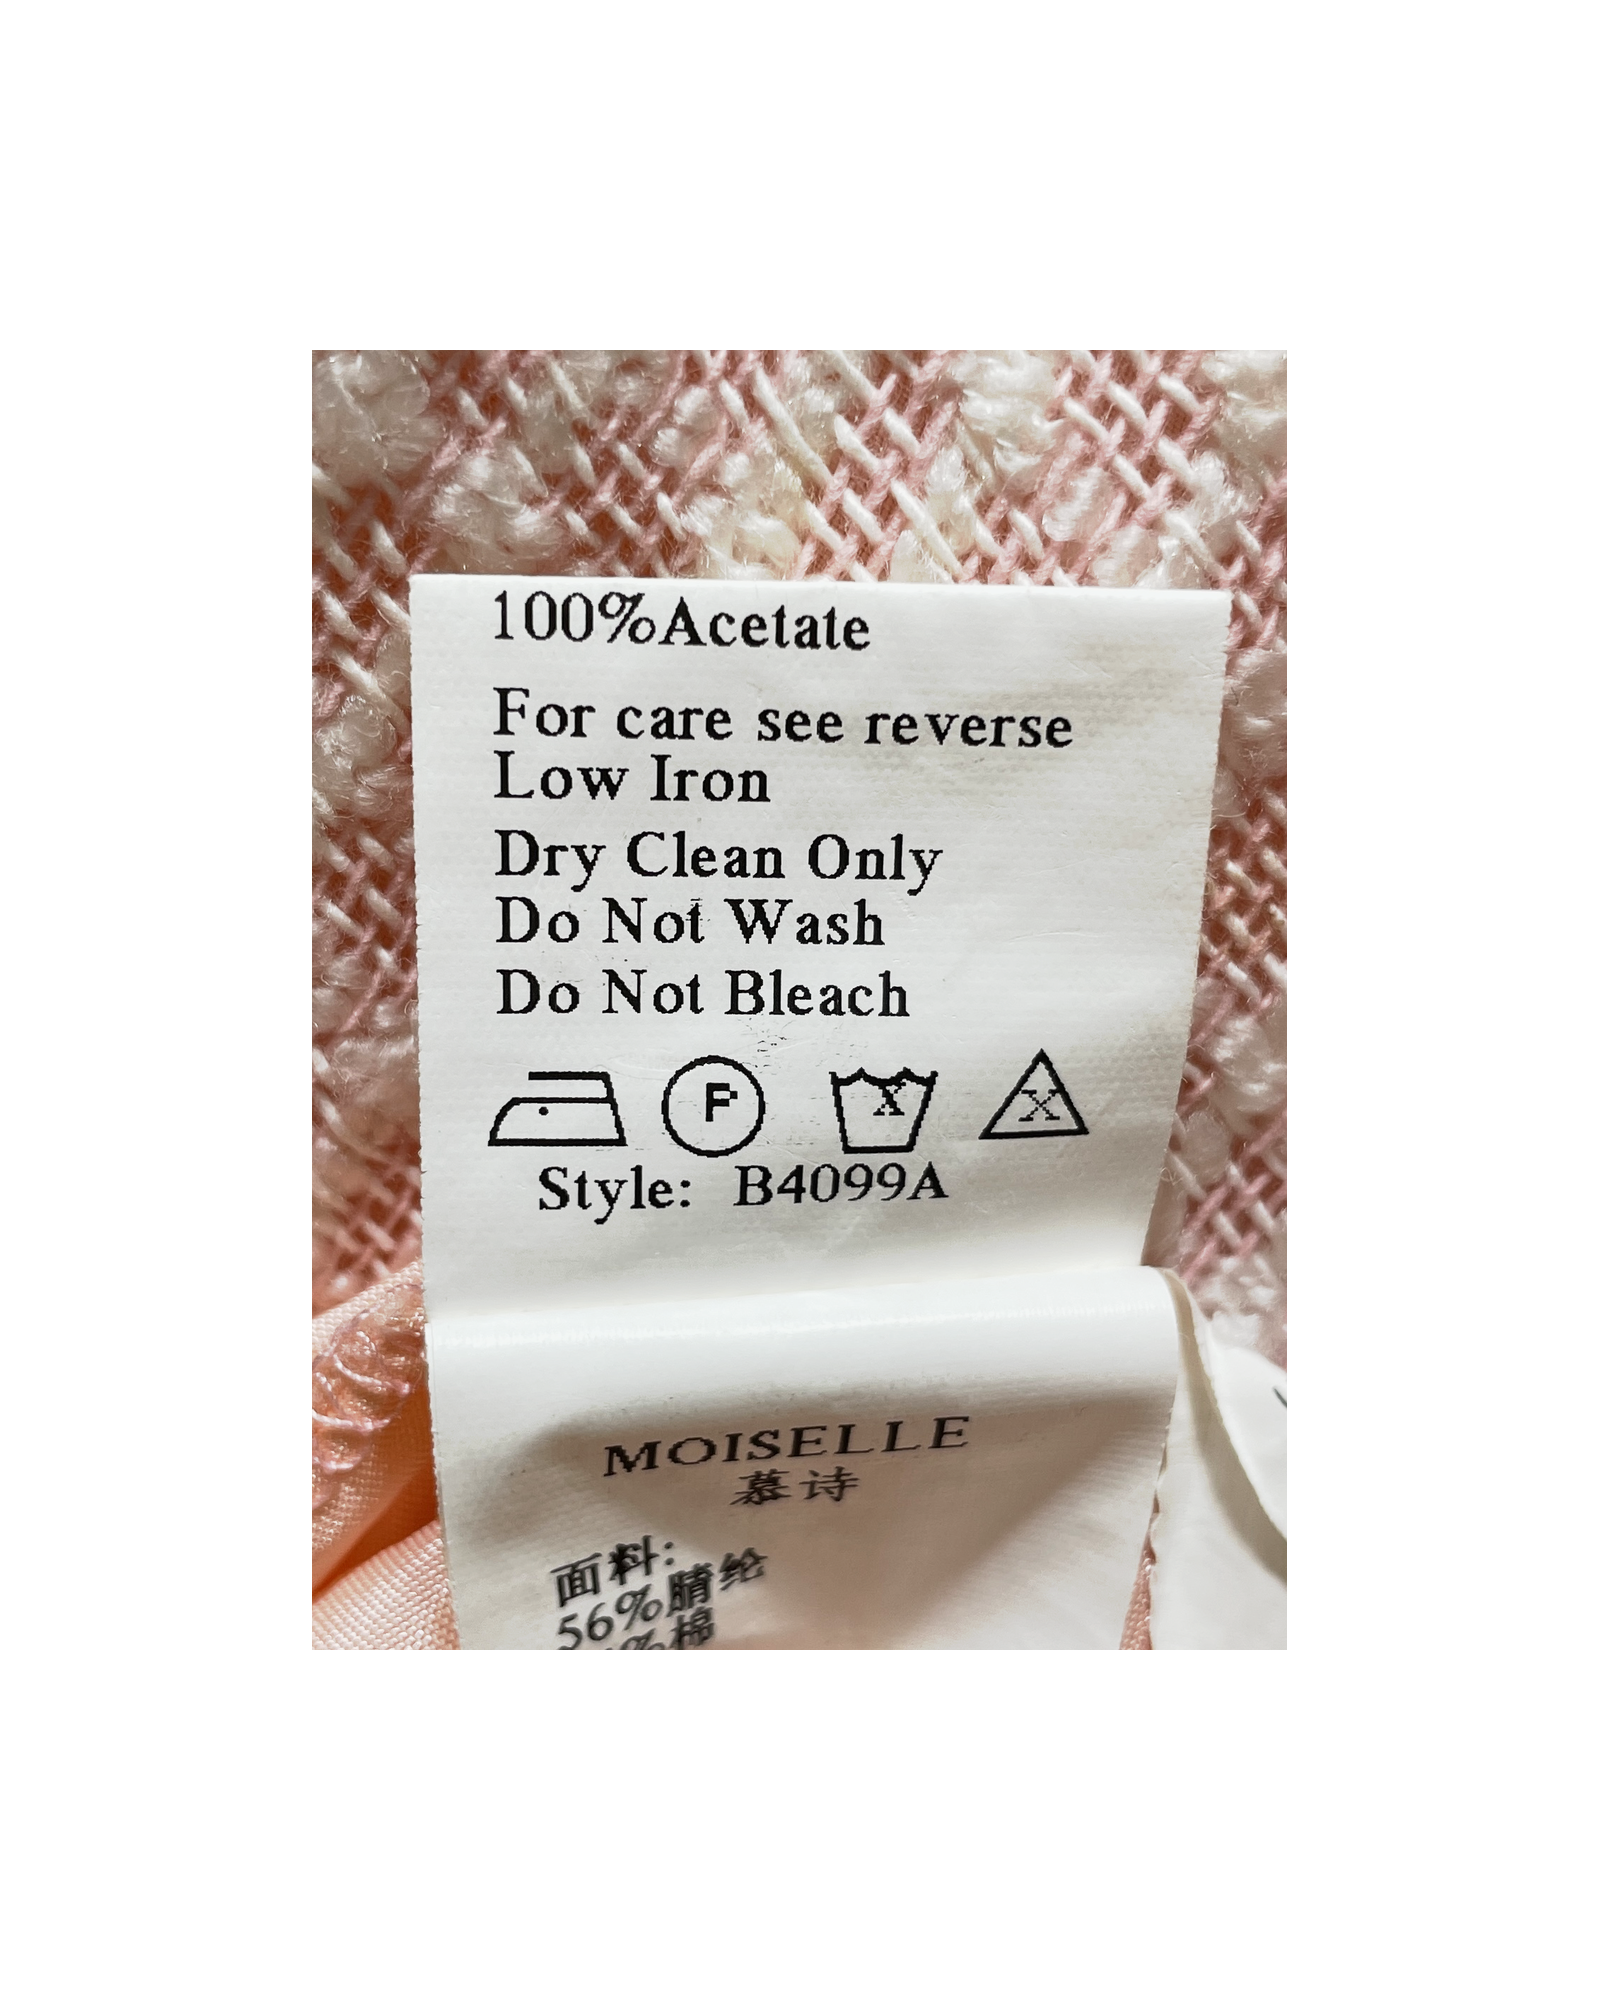 100%Acetate
For care see reverse
Low Iron
Dry Clean Only
Do Not Wash
Do Not Bleach
P X X
Style: B4099A
MOISELLE
慕诗
面料:
56%腈纶
%棉